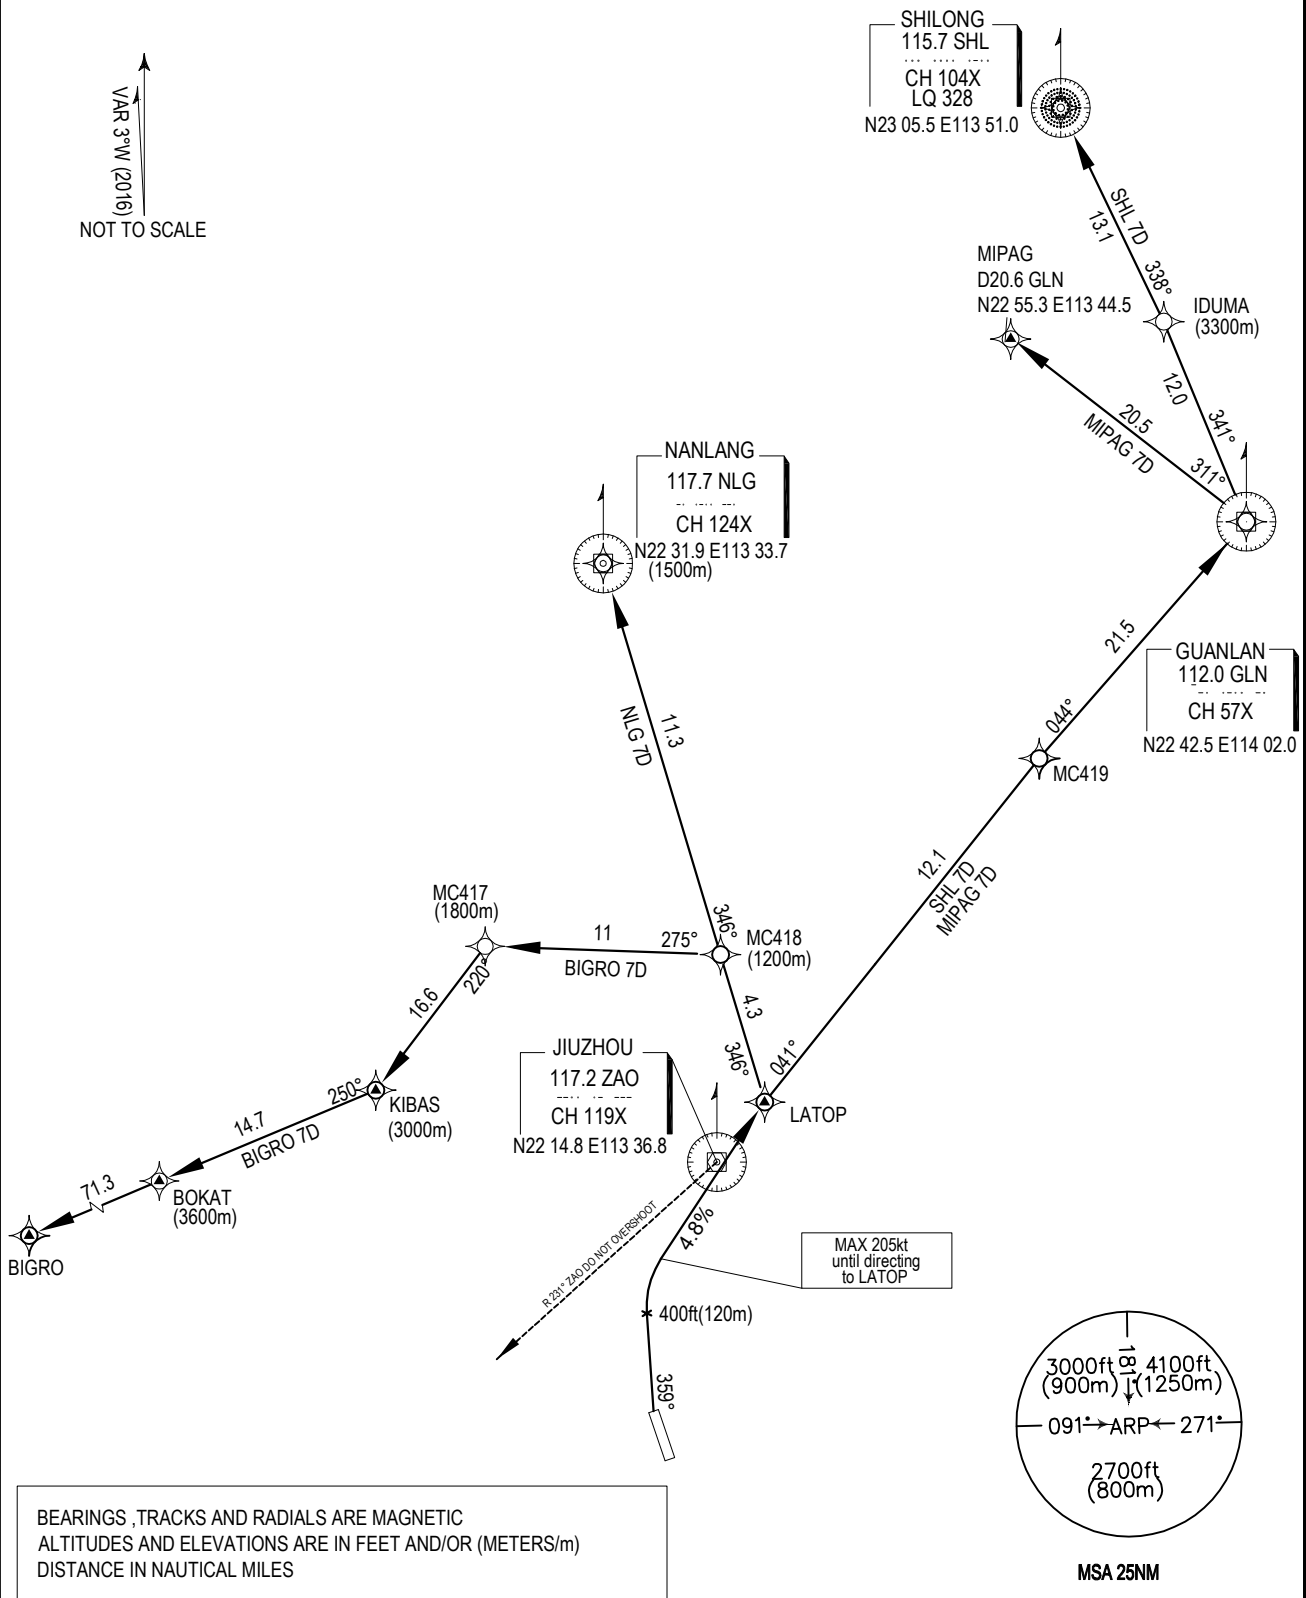 SHILONG
115.7 SHL
CH 104X
LQ 328
N23 05.5 E113 51.0
VAR 3°W (2016)
NOT TO SCALE
SHL 7D
13.1
338°
MIPAG
D20.6 GLN
N22 55.3 E113 44.5
IDUMA
(3300m)
12.0
341°
20.5
MIPAG 7D
311°
NANLANG
117.7 NLG
CH 124X
N22 31.9 E113 33.7
(1500m)
21.5
GUANLAN
112.0 GLN
CH 57X
N22 42.5 E114 02.0
044°
MC419
NLG 7D
11.3
12.1
SHL 7D
MIPAG 7D
MC417
(1800m)
11
275°
BIGRO 7D
346°
MC418
(1200m)
220°
16.6
4.3
346°
041°
JIUZHOU
117.2 ZAO
CH 119X
N22 14.8 E113 36.8
LATOP
250°
KIBAS
(3000m)
14.7
BIGRO 7D
71.3
BOKAT
(3600m)
BIGRO
R 231° ZAO DO NOT OVERSHOOT
4.8%
MAX 205kt
until directing
to LATOP
400ft(120m)
359°
3000ft
(900m)
181°
4100ft
(1250m)
091°
ARP
271°
2700ft
(800m)
MSA 25NM
BEARINGS ,TRACKS AND RADIALS ARE MAGNETIC
ALTITUDES AND ELEVATIONS ARE IN FEET AND/OR (METERS/m)
DISTANCE IN NAUTICAL MILES